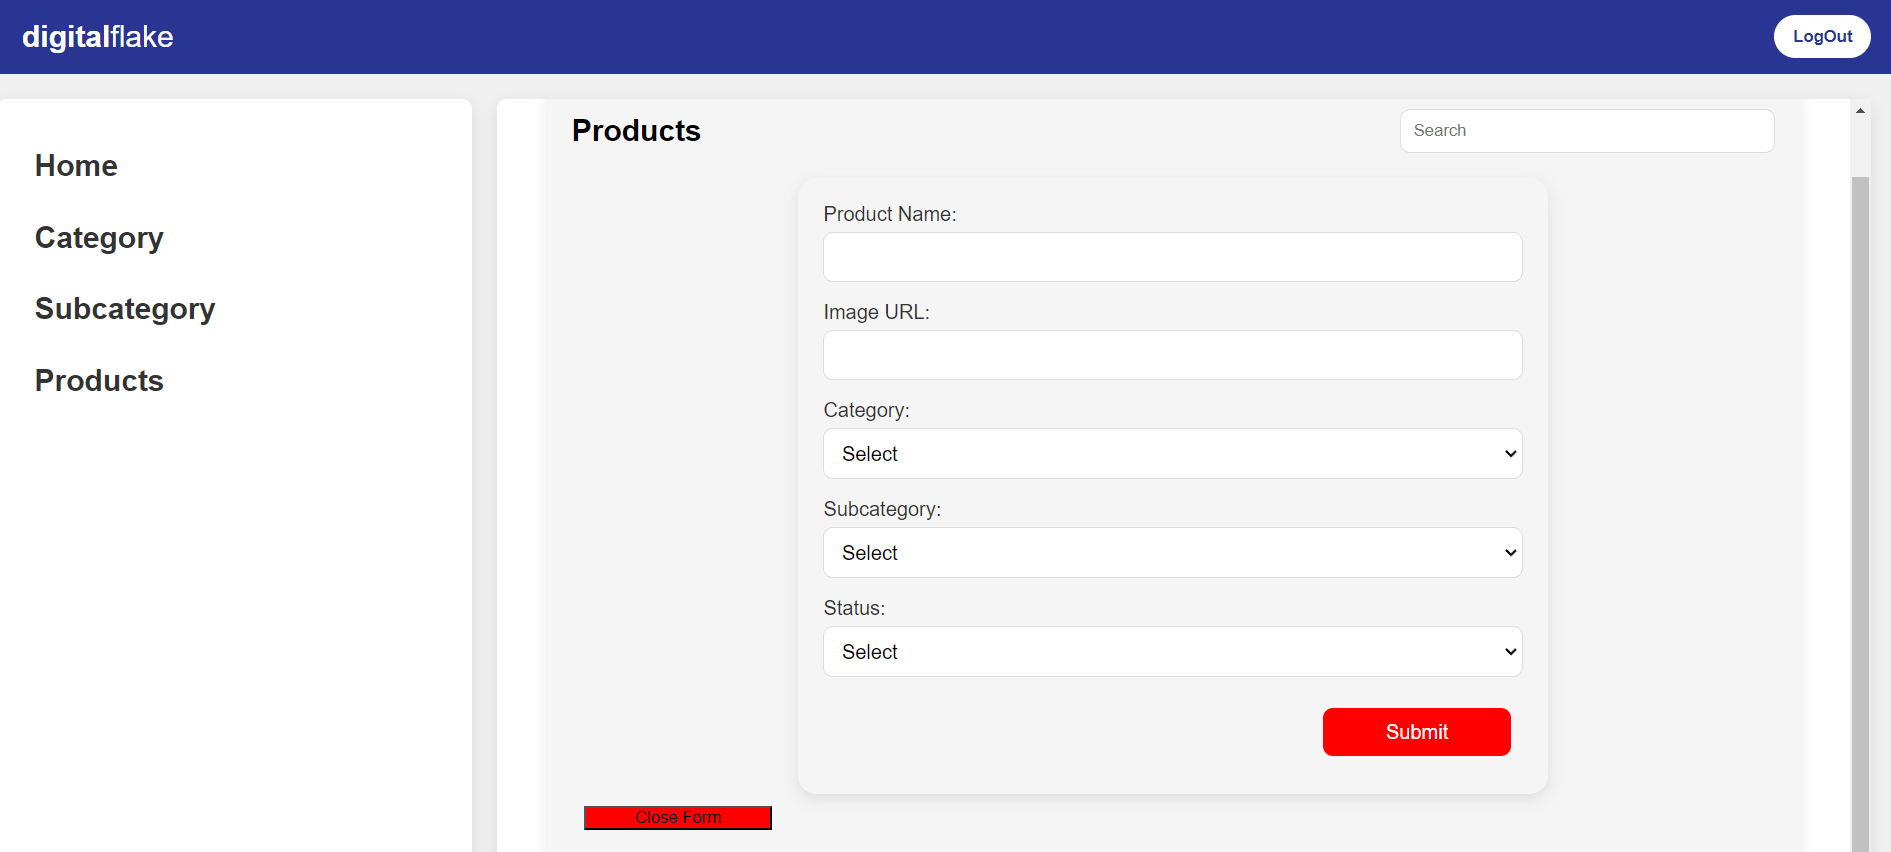 digitalflake
LogOut
Home
Category
Subcategory
Products
Products
Search
Product Name:
Image URL:
Category:
Select
Subcategory:
Select
Status:
Select
Submit
Close Form